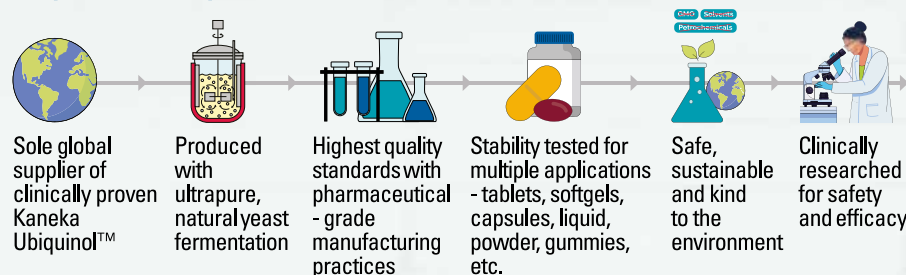 GMO Solvents
Petrochemicals
Sole global
supplier of
clinically proven
Kaneka
Ubiquinol™
Produced
with
ultrapure,
natural yeast
fermentation
Highest quality
standards with
pharmaceutical
- grade
manufacturing
practices
Stability tested for
multiple applications
- tablets, softgels,
capsules, liquid,
powder, gummies,
etc.
Safe,
sustainable
and kind
to the
environment
Clinically
researched
for safety
and efficacy